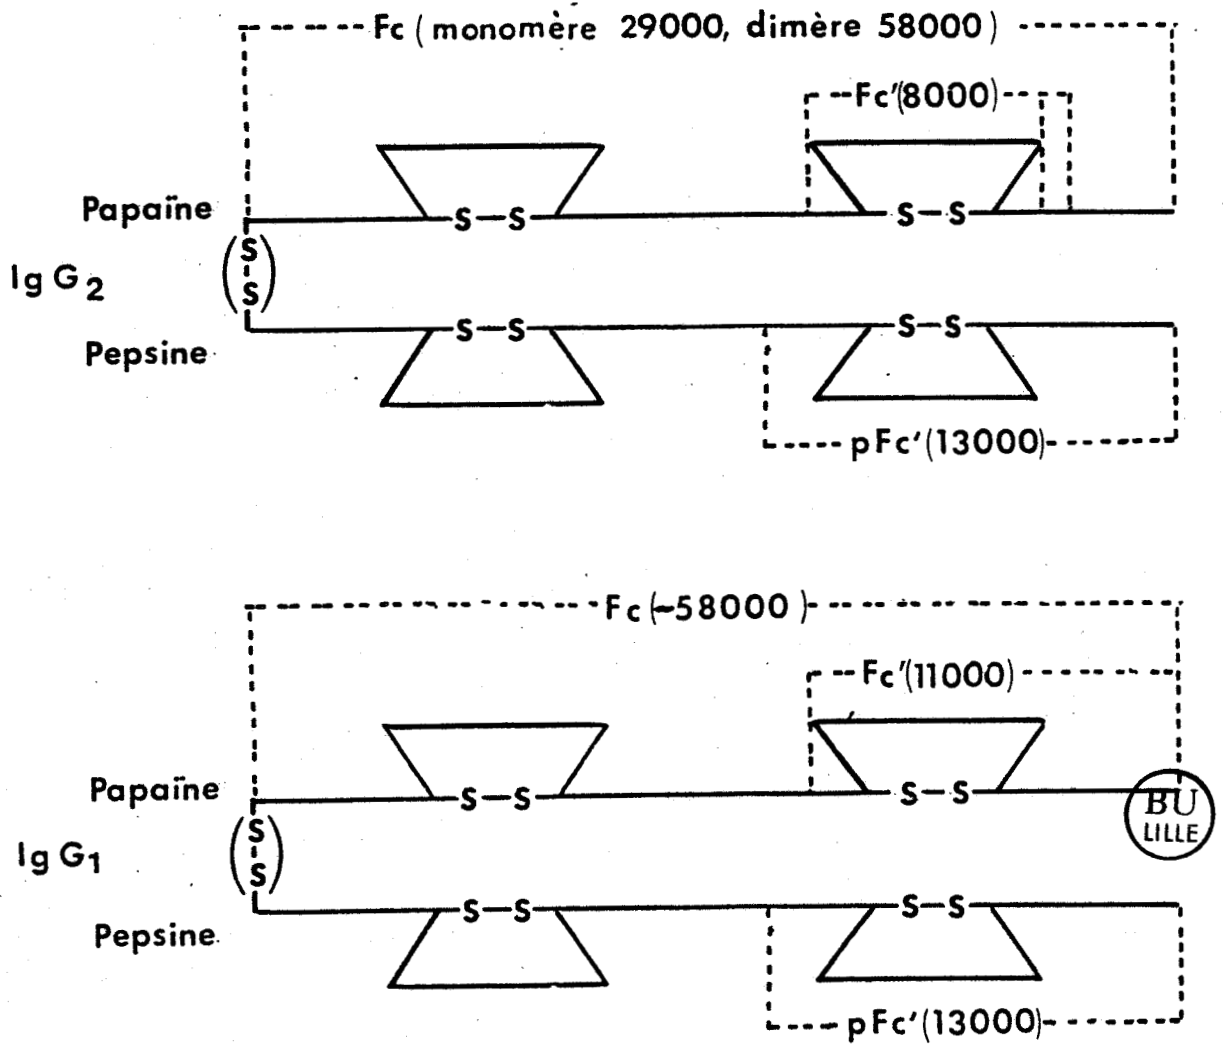 Fc (monomère 29000, dimère 58000)
Fc'(8000)
Papaïne
S—S
S—S
(S
S)
Ig G2
S—S
S—S
Pepsine
pFc'(13000)
Fc (~58000)
Fc'(11000)
Papaïne
S—S
S—S
BU
LILLE
(S
S)
Ig G1
S—S
S—S
Pepsine
pFc'(13000)